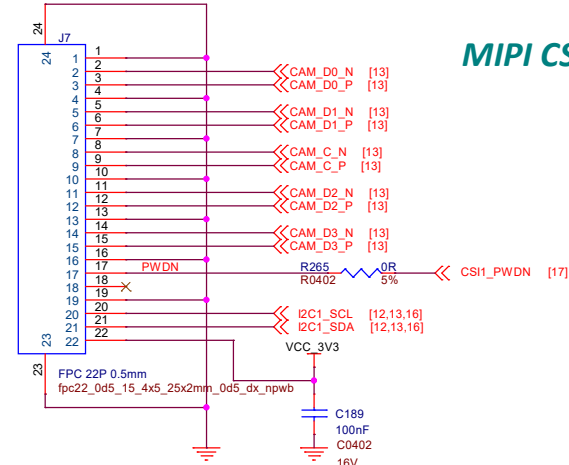 24
J7
MIPI CS
24
1 1
2 2 CAM_D0_N [13]
3 3 CAM_D0_P [13]
4 4
5 5 CAM_D1_N [13]
6 6 CAM_D1_P [13]
7 7
8 8 CAM_C_N [13]
9 9 CAM_C_P [13]
10 10
11 11 CAM_D2_N [13]
12 12 CAM_D2_P [13]
13 13
14 14 CAM_D3_N [13]
15 15 CAM_D3_P [13]
16 16
17 17 PWDN R265 0R CSI1_PWDN [17]
R0402 5%
18 18
19 19
20 20 I2C1_SCL [12,13,16]
21 21 I2C1_SDA [12,13,16]
22 22
23
VCC_3V3
23
FPC 22P 0.5mm
fpc22_0d5_15_4x5_25x2mm_0d5_dx_npwb
C189
100nF
C0402
16V